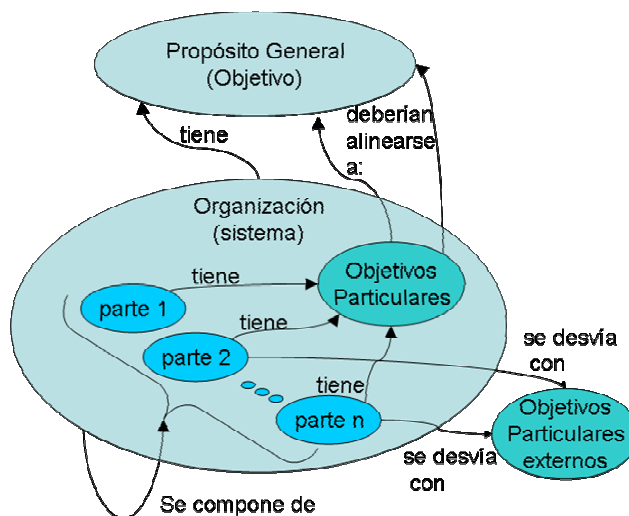 Propósito General
(Objetivo)
tiene
deberían
alinearse
a:
Organización
(sistema)
Objetivos
Particulares
tiene
parte 1
tiene
parte 2
tiene
parte n
se desvía
con
Objetivos
Particulares
externos
se desvía
con
Se compone de